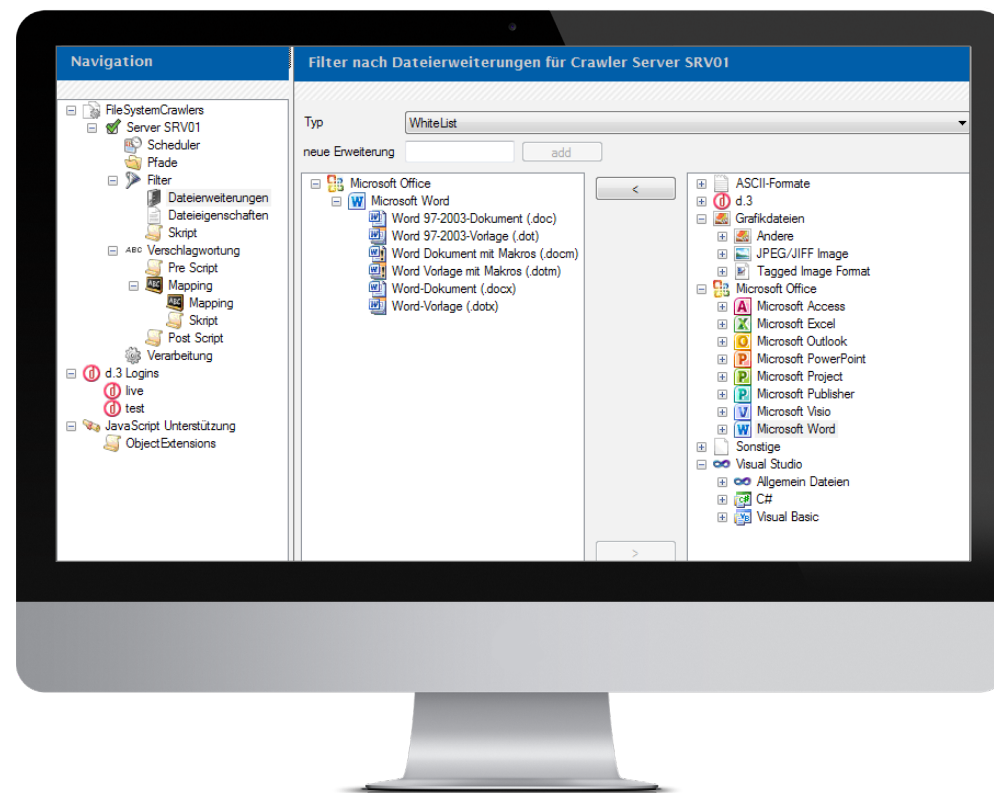 Navigation
FileSystemCrawlers
Server SRV01
Scheduler
Pfade
Filter
Dateierweiterungen
Dateieigenschaften
Skript
ABC Verschlagwortung
Pre Script
Mapping
Mapping
Skript
Post Script
Verarbeitung
d.3 Logins
live
test
JavaScript Unterstützung
ObjectExtensions
Filter nach Dateierweiterungen für Crawler Server SRV01
Typ WhiteList
neue Erweiterung add
Microsoft Office
Microsoft Word
Word 97-2003-Dokument (.doc)
Word 97-2003-Vorlage (.dot)
Word Dokument mit Makros (.docm)
Word Vorlage mit Makros (.dotm)
Word-Dokument (.docx)
Word-Vorlage (.dotx)
<
>
ASCII-Formate
d.3
Grafikdateien
Andere
JPEG/JIFF Image
Tagged Image Format
Microsoft Office
Microsoft Access
Microsoft Excel
Microsoft Outlook
Microsoft PowerPoint
Microsoft Project
Microsoft Publisher
Microsoft Visio
Microsoft Word
Sonstige
Visual Studio
Allgemein Dateien
C#
Visual Basic